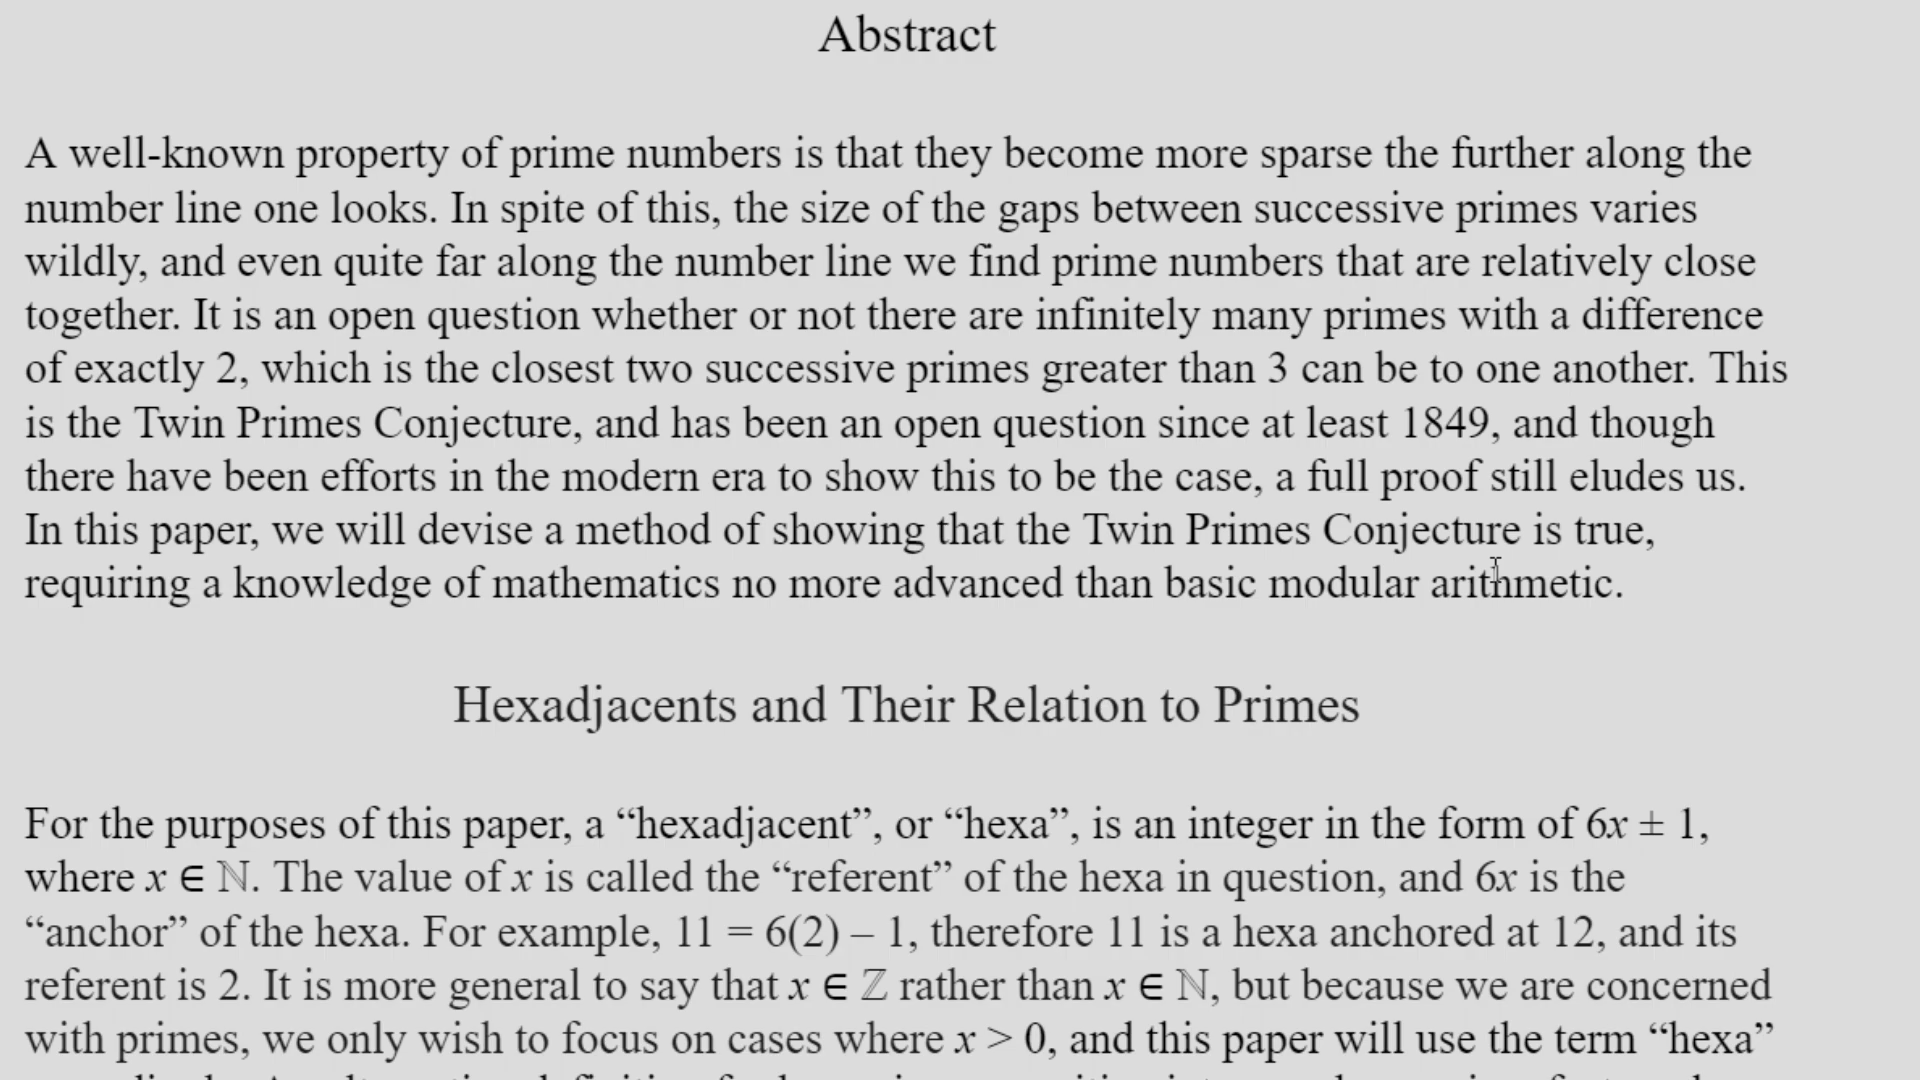 Abstract
A well-known property of prime numbers is that they become more sparse the further along the
number line one looks. In spite of this, the size of the gaps between successive primes varies
wildly, and even quite far along the number line we find prime numbers that are relatively close
together. It is an open question whether or not there are infinitely many primes with a difference
of exactly 2, which is the closest two successive primes greater than 3 can be to one another. This
is the Twin Primes Conjecture, and has been an open question since at least 1849, and though
there have been efforts in the modern era to show this to be the case, a full proof still eludes us.
In this paper, we will devise a method of showing that the Twin Primes Conjecture is true,
requiring a knowledge of mathematics no more advanced than basic modular arithmetic.
Hexadjacents and Their Relation to Primes
For the purposes of this paper, a “hexadjacent”, or “hexa”, is an integer in the form of 6x ± 1,
where x ∈ ℕ. The value of x is called the “referent” of the hexa in question, and 6x is the
“anchor” of the hexa. For example, 11 = 6(2) – 1, therefore 11 is a hexa anchored at 12, and its
referent is 2. It is more general to say that x ∈ ℤ rather than x ∈ ℕ, but because we are concerned
with primes, we only wish to focus on cases where x > 0, and this paper will use the term “hexa”